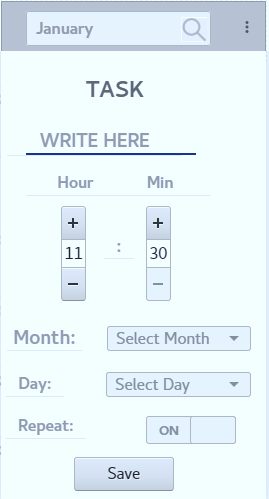 January
TASK
WRITE HERE
Hour Min
+ +
11 : 30
− −
Month: Select Month
Day: Select Day
Repeat: ON
Save